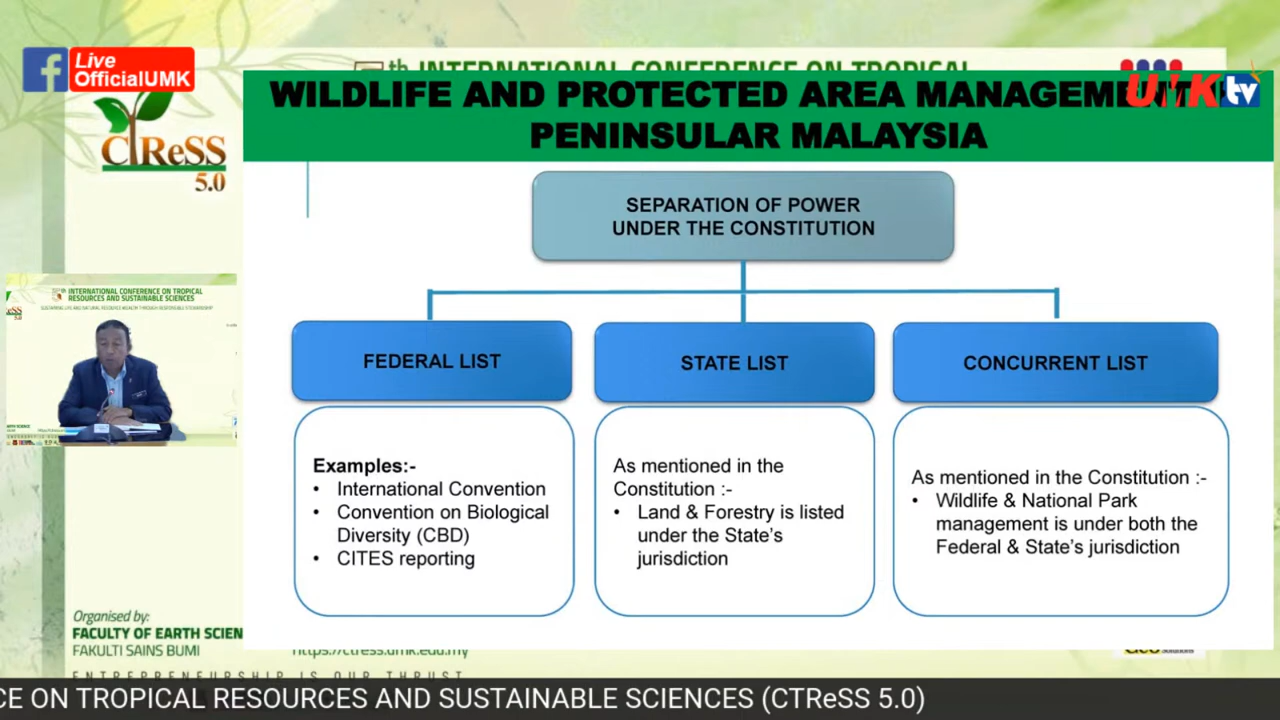 Live
OfficialUMK
th INTERNATIONAL CONFERENCE ON TROPICAL
UMK tv
CTReSS
5.0
WILDLIFE AND PROTECTED AREA MANAGEMENT
PENINSULAR MALAYSIA
SEPARATION OF POWER
UNDER THE CONSTITUTION
INTERNATIONAL CONFERENCE ON TROPICAL
RESOURCES AND SUSTAINABLE SCIENCES
FEDERAL LIST
STATE LIST
CONCURRENT LIST
Examples:-
• International Convention
• Convention on Biological
Diversity (CBD)
• CITES reporting
As mentioned in the
Constitution :-
• Land & Forestry is listed
under the State's
jurisdiction
As mentioned in the Constitution :-
• Wildlife & National Park
management is under both the
Federal & State's jurisdiction
Organised by:
FACULTY OF EARTH SCIEN
FAKULTI SAINS BUMI
https://ctress.umk.edu.my
Geo Solutions
ENTREPRENEURSHIP IS OUR THRUST
CE ON TROPICAL RESOURCES AND SUSTAINABLE SCIENCES (CTReSS 5.0)